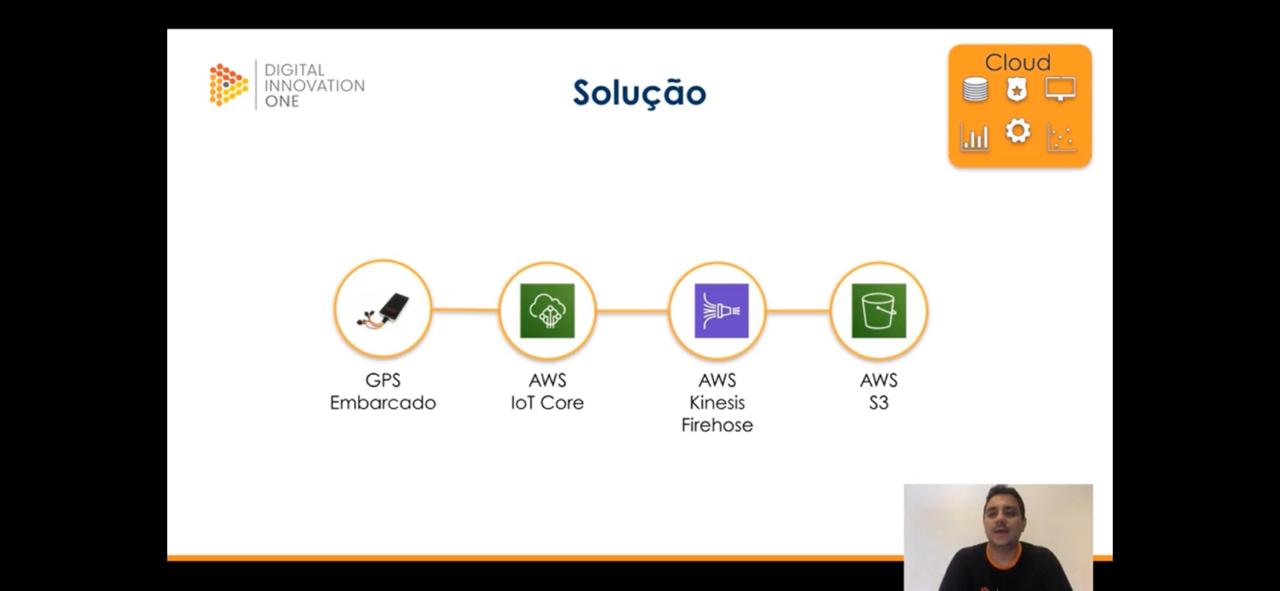 DIGITAL
INNOVATION
ONE
Solução
Cloud
GPS
Embarcado
AWS
IoT Core
AWS
Kinesis
Firehose
AWS
S3